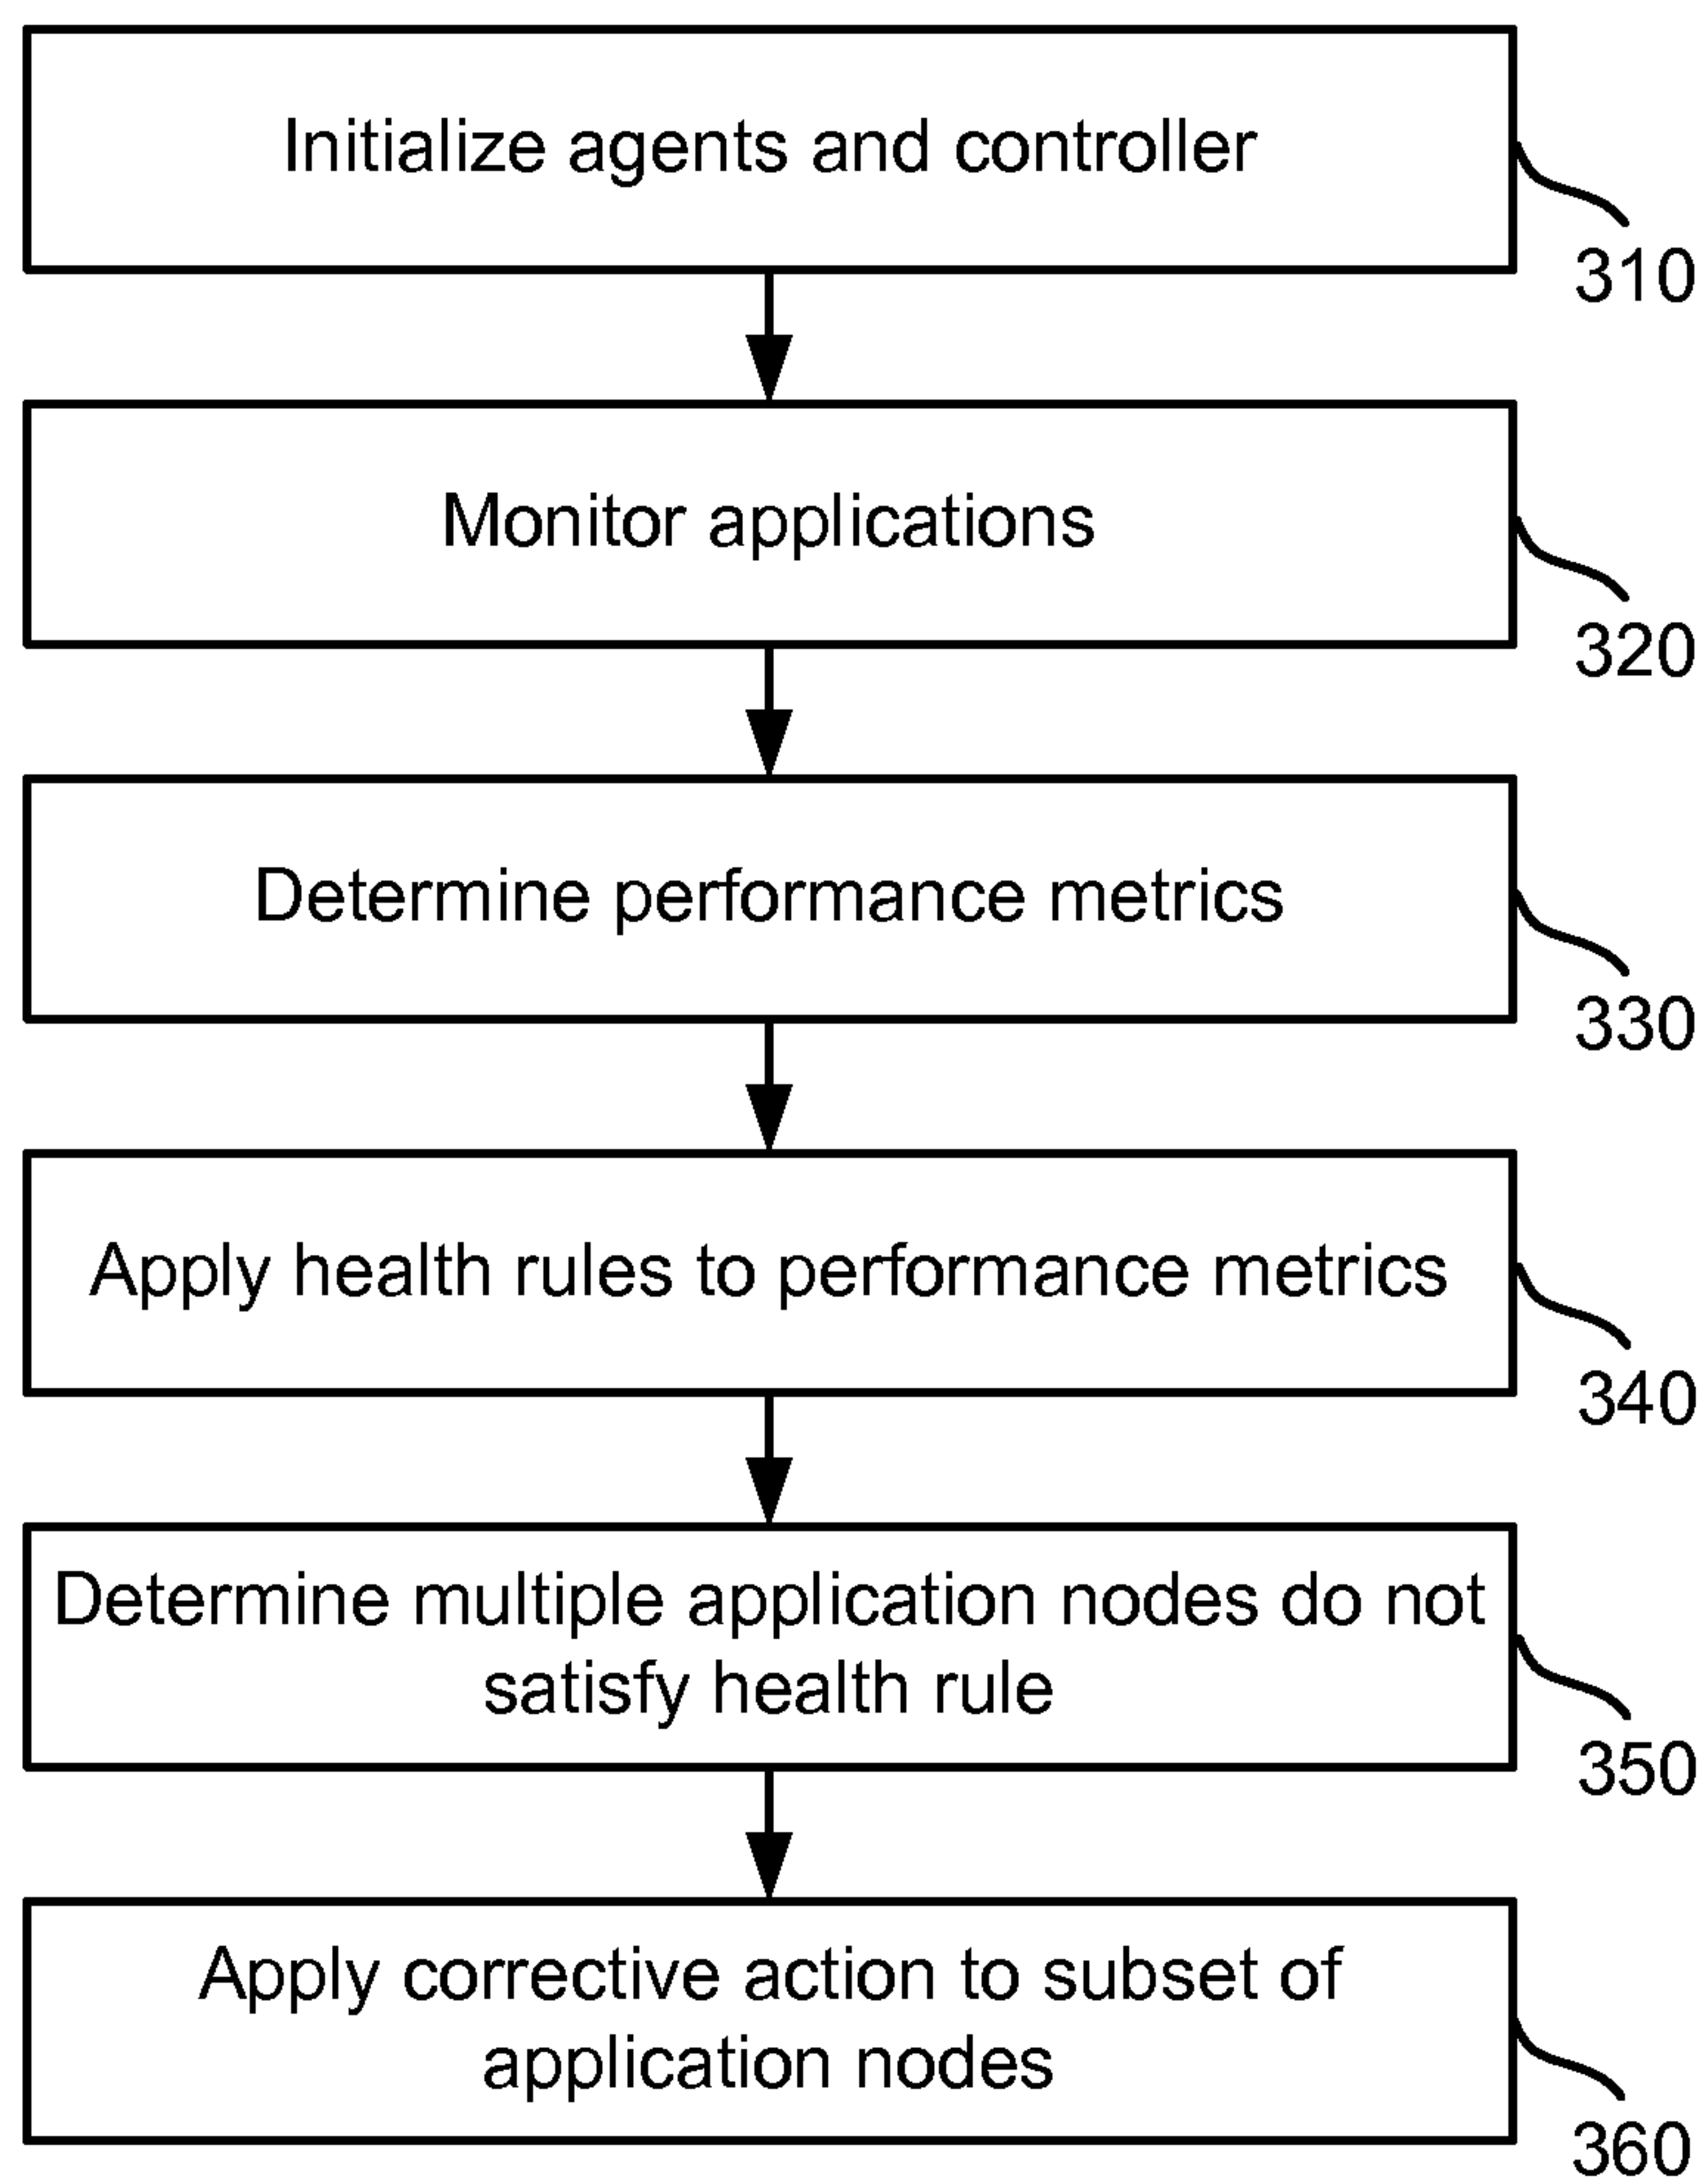 Initialize agents and controller
310
Monitor applications
320
Determine performance metrics
330
Apply health rules to performance metrics
340
Determine multiple application nodes do not
satisfy health rule
350
Apply corrective action to subset of
application nodes
360